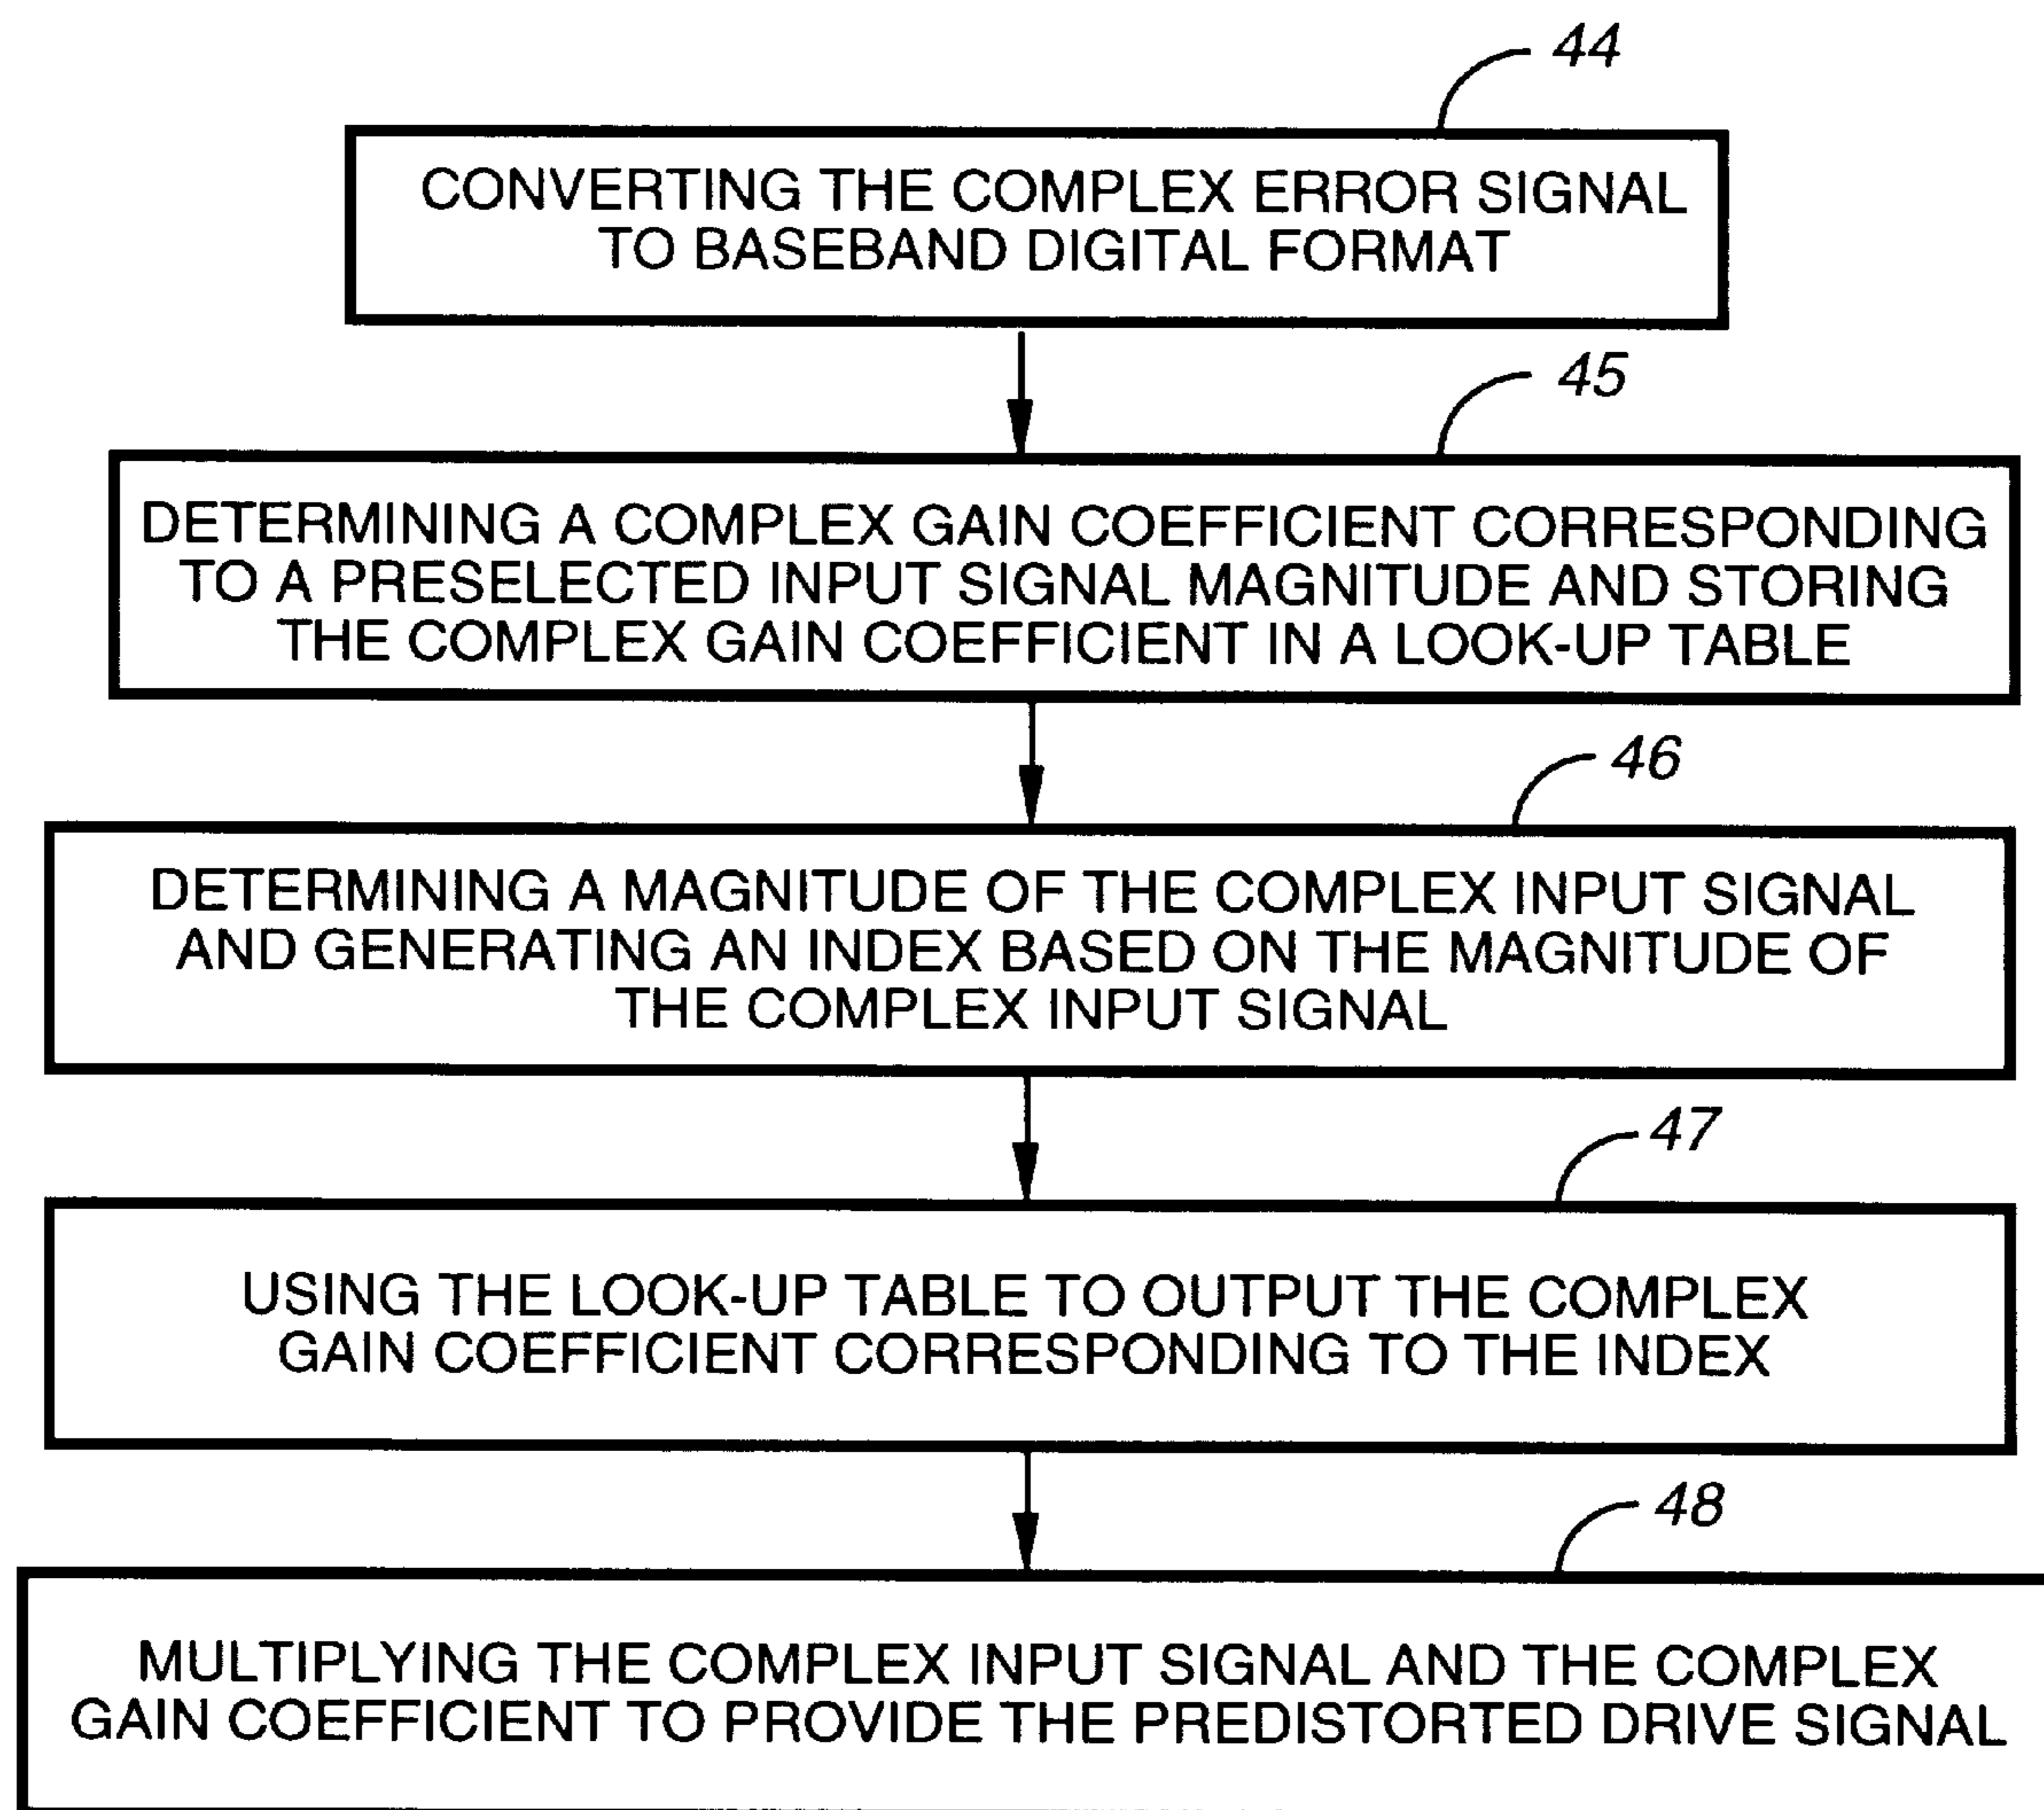 44
CONVERTING THE COMPLEX ERROR SIGNAL
TO BASEBAND DIGITAL FORMAT
45
DETERMINING A COMPLEX GAIN COEFFICIENT CORRESPONDING
TO A PRESELECTED INPUT SIGNAL MAGNITUDE AND STORING
THE COMPLEX GAIN COEFFICIENT IN A LOOK-UP TABLE
46
DETERMINING A MAGNITUDE OF THE COMPLEX INPUT SIGNAL
AND GENERATING AN INDEX BASED ON THE MAGNITUDE OF
THE COMPLEX INPUT SIGNAL
47
USING THE LOOK-UP TABLE TO OUTPUT THE COMPLEX
GAIN COEFFICIENT CORRESPONDING TO THE INDEX
48
MULTIPLYING THE COMPLEX INPUT SIGNAL AND THE COMPLEX
GAIN COEFFICIENT TO PROVIDE THE PREDISTORTED DRIVE SIGNAL